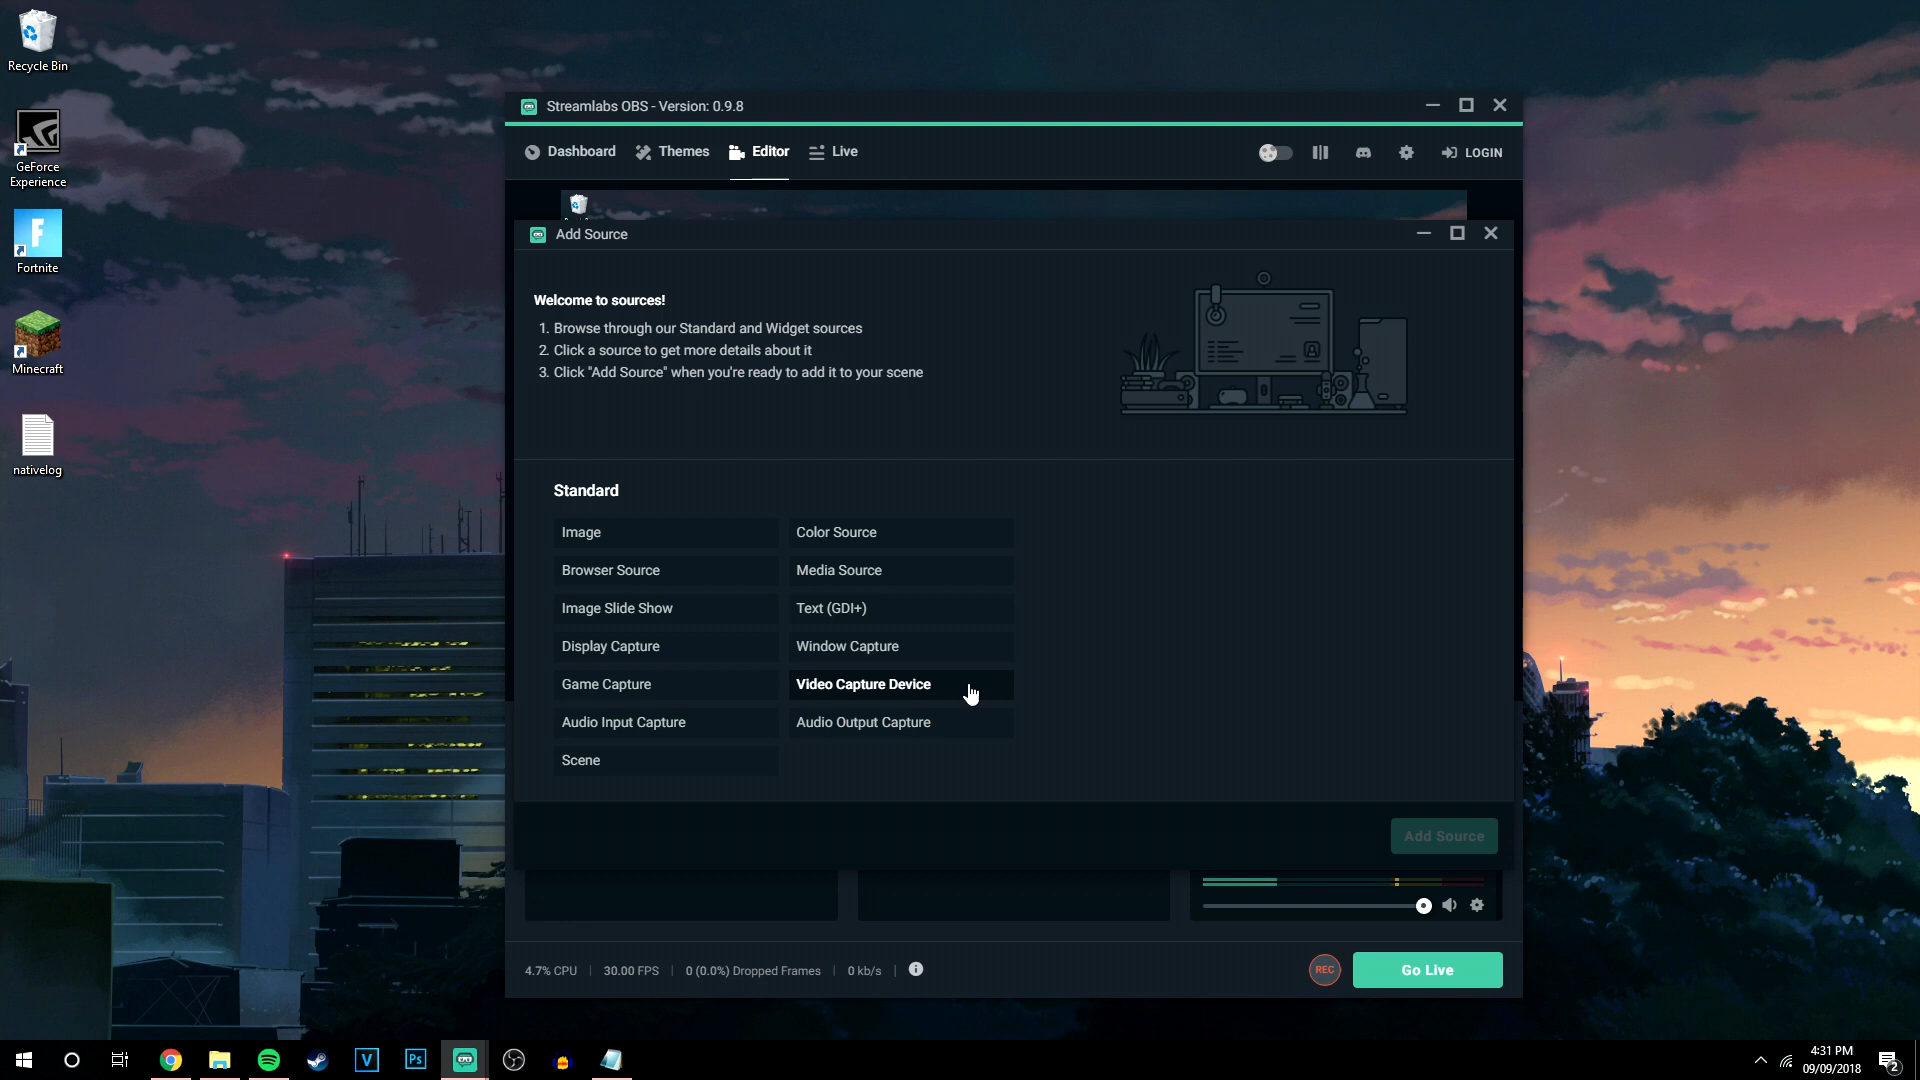 Recycle Bin
GeForce
Experience
Fortnite
Minecraft
nativelog
Streamlabs OBS - Version: 0.9.8
Dashboard
Themes
Editor
Live
LOGIN
Add Source
Welcome to sources!
1. Browse through our Standard and Widget sources
2. Click a source to get more details about it
3. Click "Add Source" when you're ready to add it to your scene
Standard
Image
Color Source
Browser Source
Media Source
Image Slide Show
Text (GDI+)
Display Capture
Window Capture
Game Capture
Video Capture Device
Audio Input Capture
Audio Output Capture
Scene
Add Source
4.7% CPU
30.00 FPS
0 (0.0%) Dropped Frames
0 kb/s
REC
Go Live
V
Ps
4:31 PM
09/09/2018
2